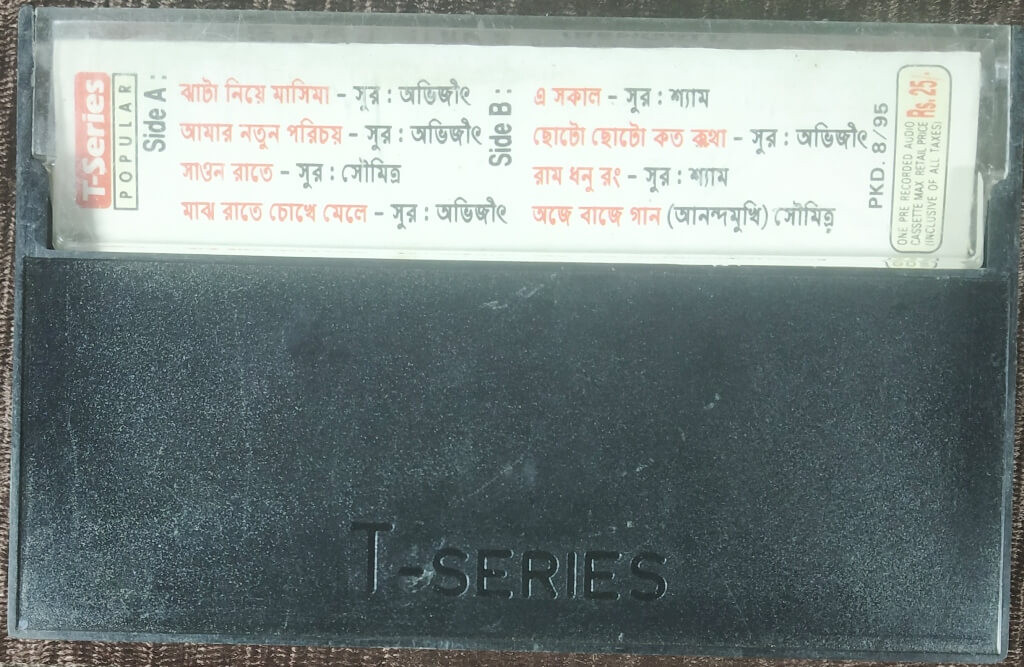 T-Series
POPULAR
Side A :
ঝাটা নিয়ে মাসিমা – সুর : অভিজীৎ
আমার নতুন পরিচয় – সুর : অভিজীৎ
সাওন রাতে – সুর : সৌমিত্র
মাঝ রাতে চোখে মেলে – সুর : অভিজীৎ
Side B :
এ সকাল – সুর : শ্যাম
ছোটো ছোটো কত কথা – সুর : অভিজীৎ
রাম ধনু রং – সুর : শ্যাম
অজে বাজে গান (আনন্দমুখি) সৌমিত্র
PKD. 8/95
ONE PRE RECORDED AUDIO
CASSETTE MAX RETAIL PRICE Rs. 25/-
(INCLUSIVE OF ALL TAXES)
T-SERIES